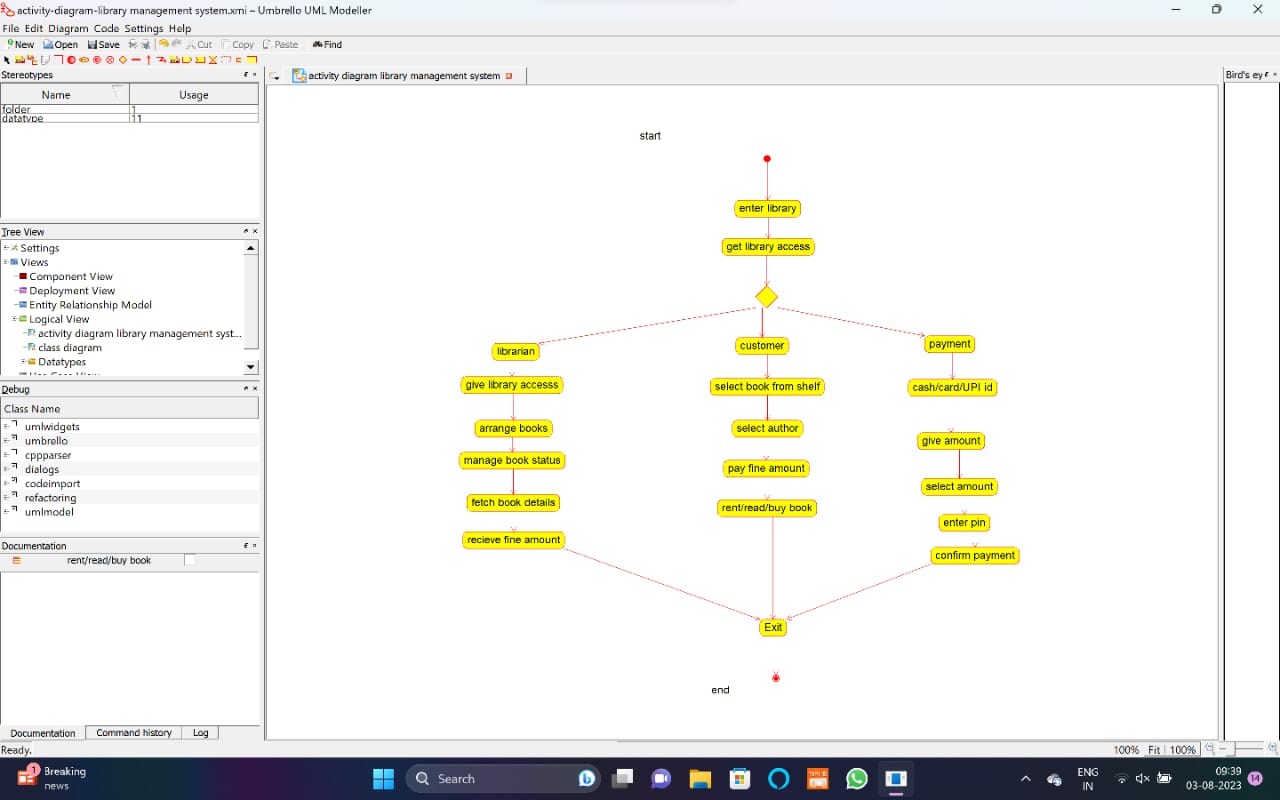 activity-diagram-library management system.xmi – Umbrello UML Modeller
File Edit Diagram Code Settings Help
New Open Save Cut Copy Paste Find
Stereotypes
Name Usage
folder 1
datatype 11
Tree View
Settings
Views
Component View
Deployment View
Entity Relationship Model
Logical View
activity diagram library management syst...
class diagram
Datatypes
Debug
Class Name
umlwidgets
umbrello
cppparser
dialogs
codeimport
refactoring
umlmodel
Documentation
rent/read/buy book
Documentation Command history Log
Ready.
activity diagram library management system
Bird's ey
start
enter library
get library access
librarian
give library accesss
arrange books
manage book status
fetch book details
recieve fine amount
customer
select book from shelf
select author
pay fine amount
rent/read/buy book
payment
cash/card/UPI id
give amount
select amount
enter pin
confirm payment
Exit
end
100% Fit 100%
1
Breaking
news
Search
ENG
IN
09:39
03-08-2023
14